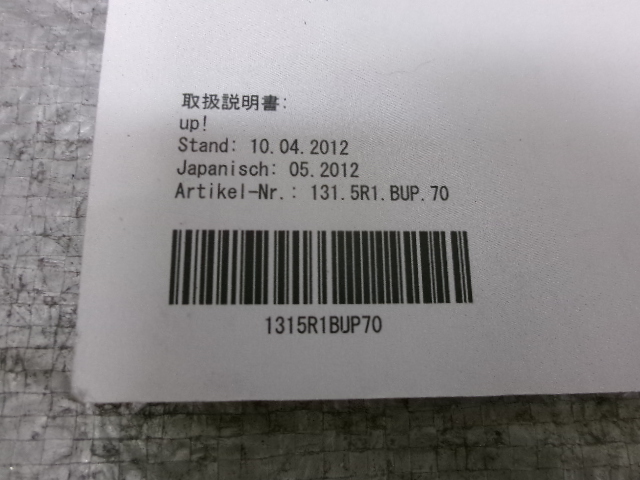 取扱説明書:
up!
Stand: 10.04.2012
Japanisch: 05.2012
Artikel-Nr.: 131.5R1.BUP.70
1315R1BUP70